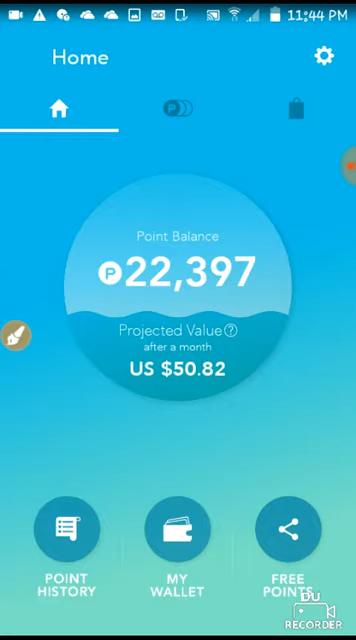 11:44 PM
Home
P
Point Balance
P 22,397
Projected Value ?
after a month
US $50.82
POINT
HISTORY
MY
WALLET
FREE
POINTS
DU
RECORDER